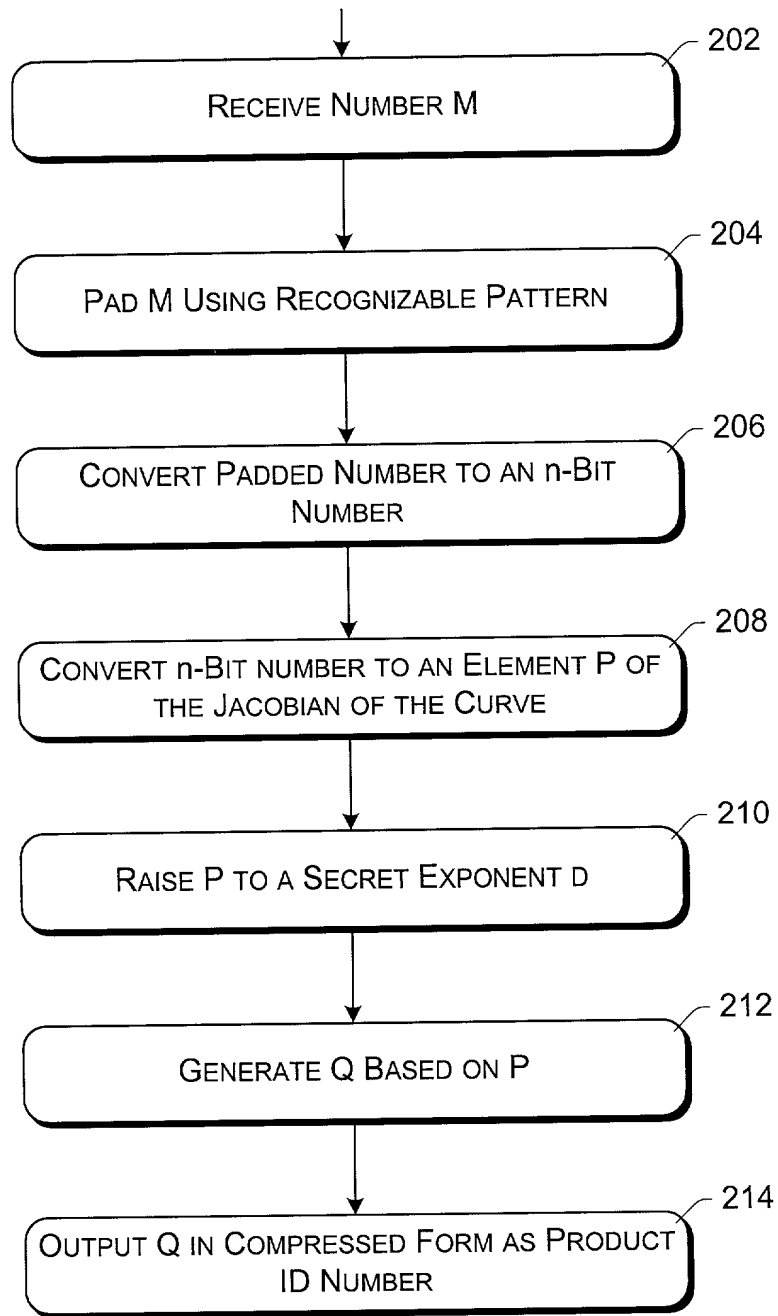 202
RECEIVE NUMBER M
204
PAD M USING RECOGNIZABLE PATTERN
206
CONVERT PADDED NUMBER TO AN n-BIT
NUMBER
208
CONVERT n-BIT NUMBER TO AN ELEMENT P OF
THE JACOBIAN OF THE CURVE
210
RAISE P TO A SECRET EXPONENT D
212
GENERATE Q BASED ON P
214
OUTPUT Q IN COMPRESSED FORM AS PRODUCT
ID NUMBER